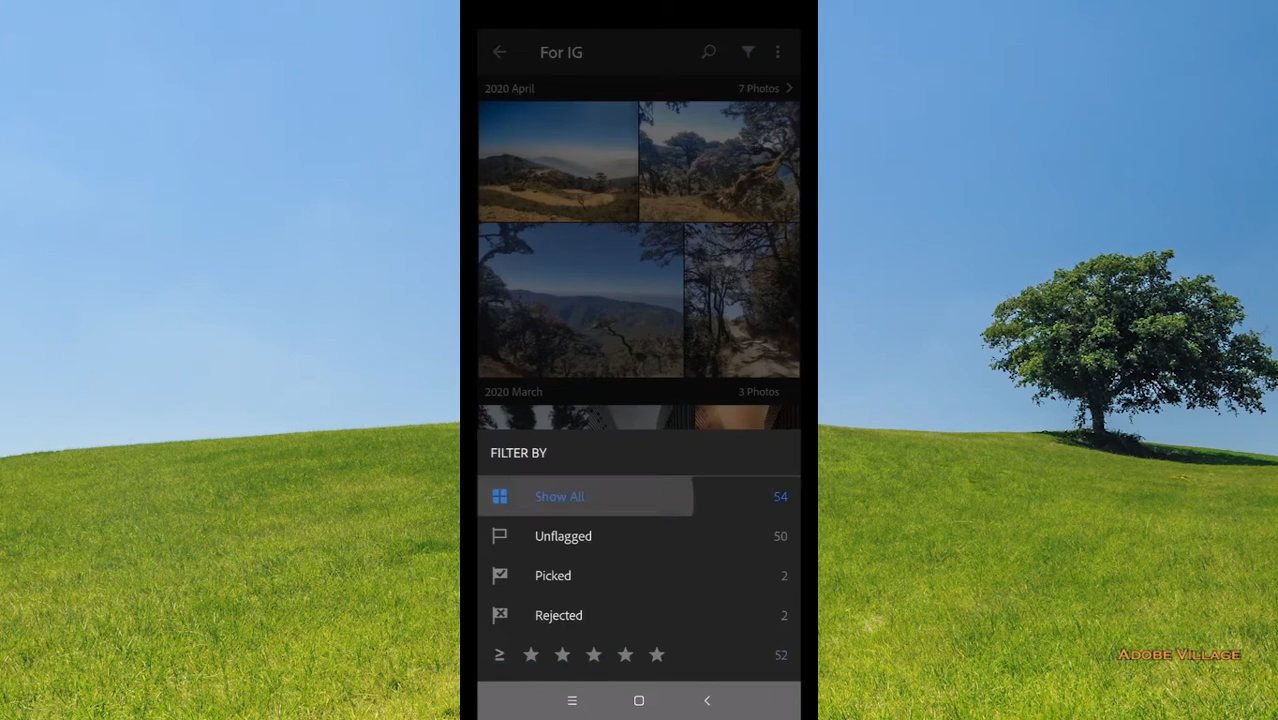 For IG
2020 April 7 Photos
2020 March 3 Photos
FILTER BY
Show All 54
Unflagged 50
Picked 2
Rejected 2
≥ ★ ★ ★ ★ ★ 52
ADOBE VILLAGE